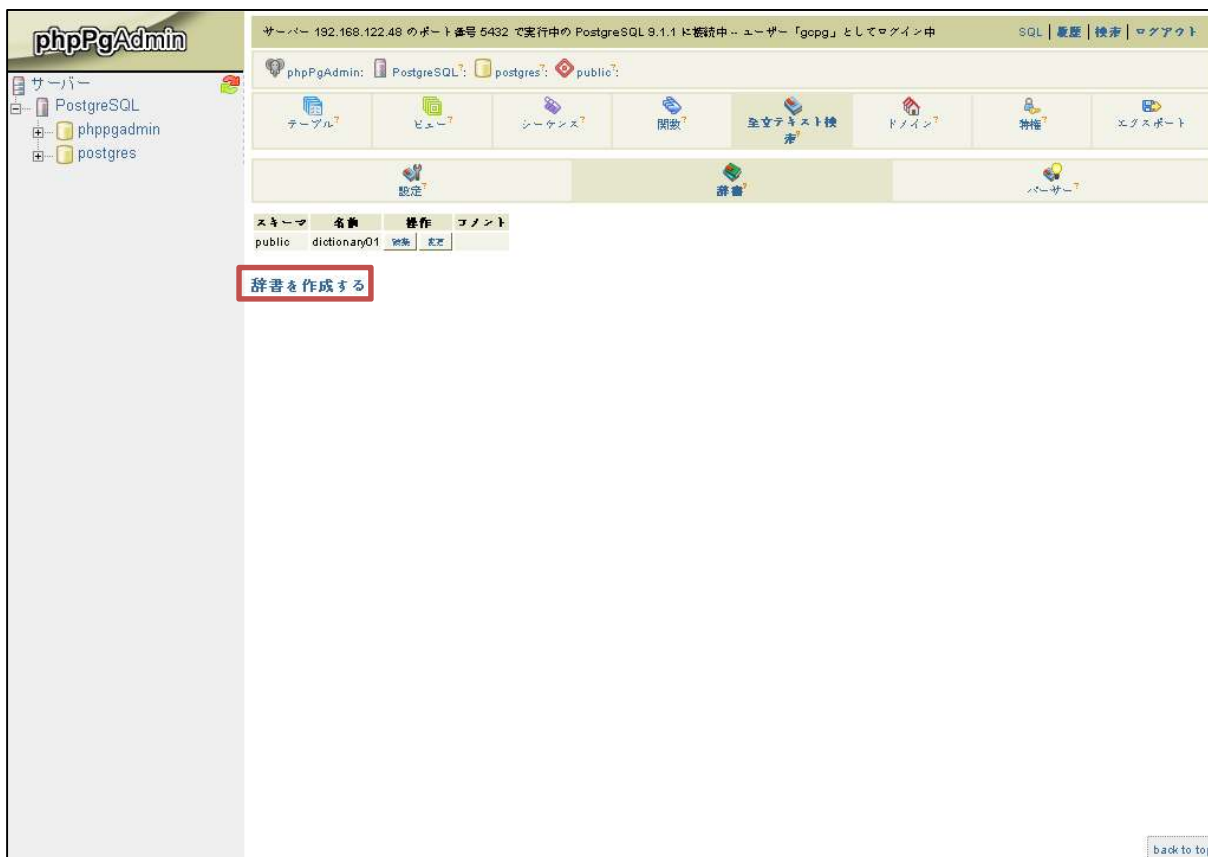 phpPgAdmin
サーバー
PostgreSQL
phppgadmin
postgres
サーバー 192.168.122.48 のポート番号 5432 で実行中の PostgreSQL 9.1.1 に接続中 -- ユーザー「gopg」としてログイン中
SQL | 履歴 | 検索 | ログアウト
phpPgAdmin: PostgreSQL?: postgres?: public?:
テーブル?
ビュー?
シーケンス?
関数?
全文テキスト検索?
ドメイン?
特権?
エクスポート
設定?
辞書?
パーサー?
スキーマ 名前 操作 コメント
public dictionary01 破棄 変更
辞書を作成する
back to top